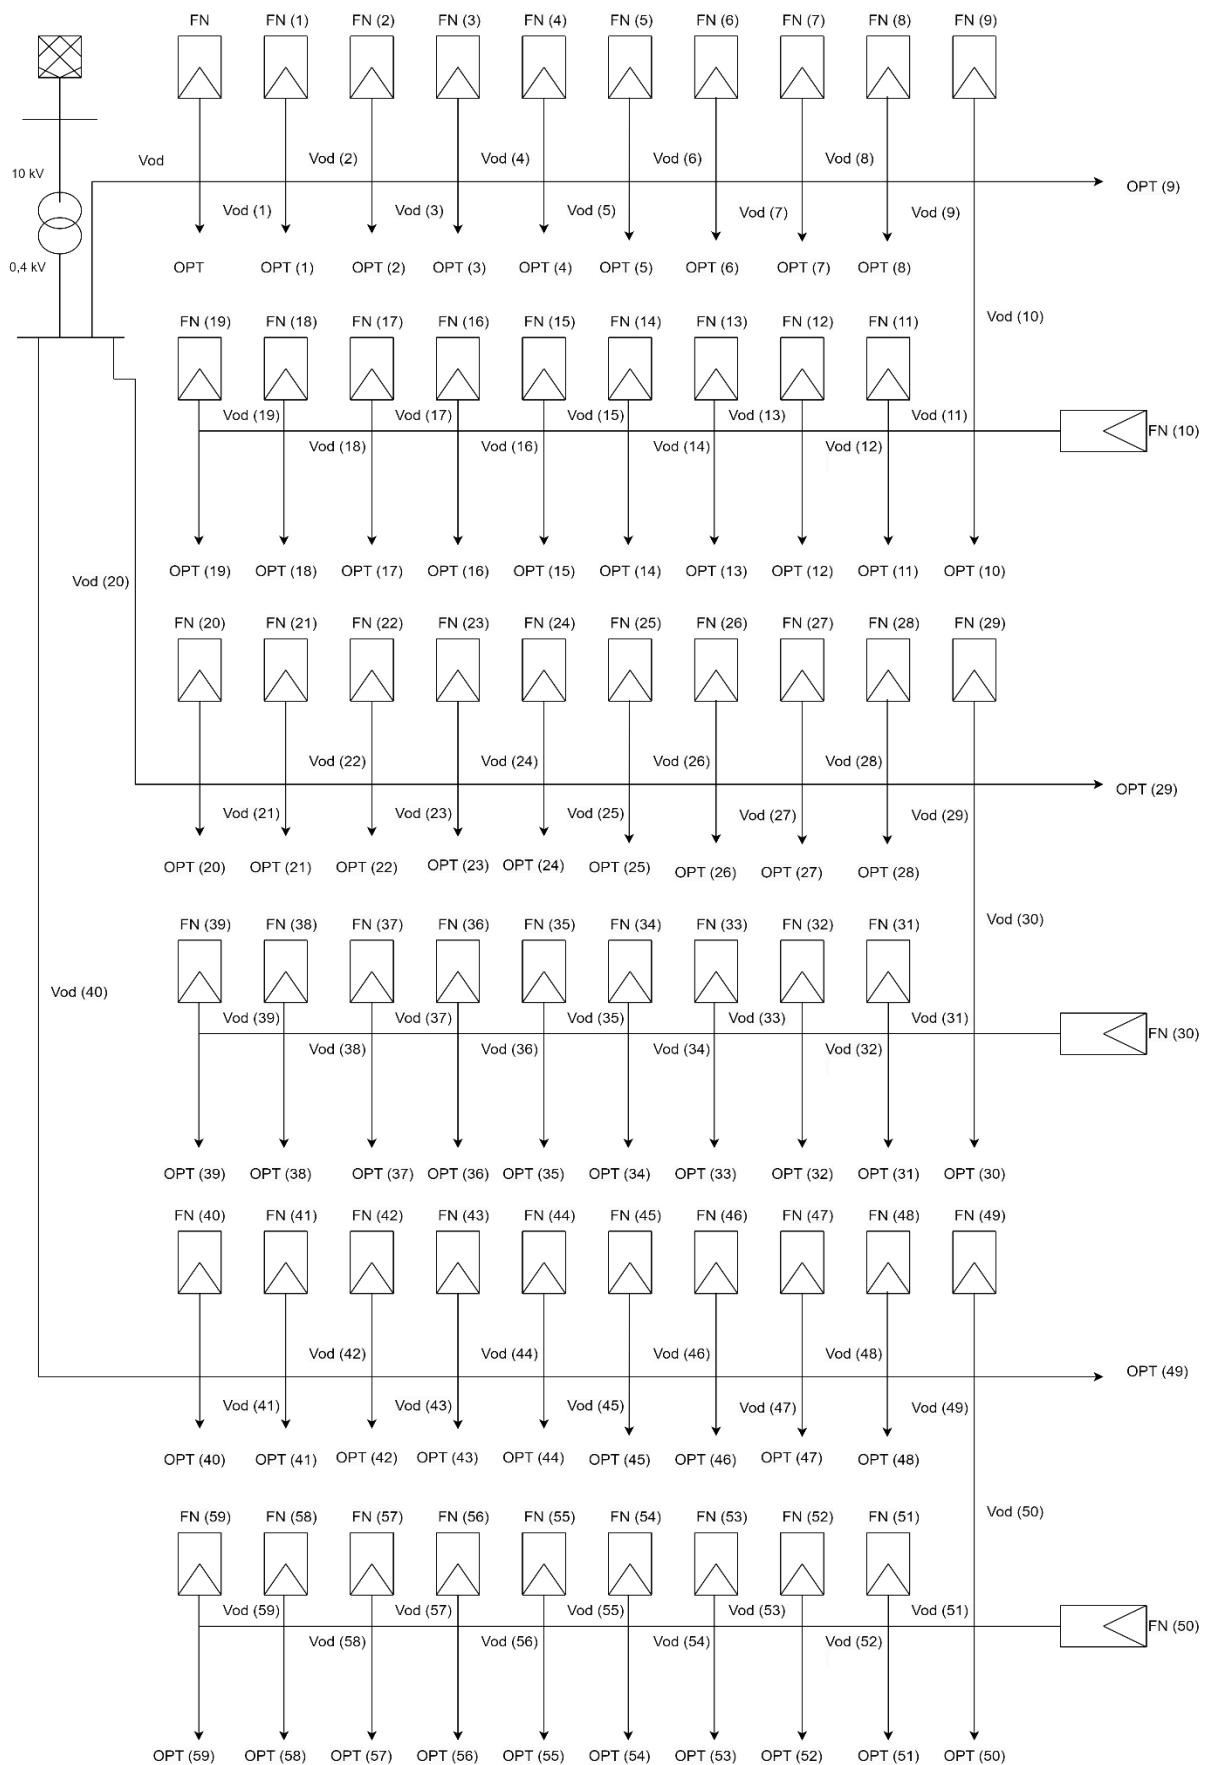 FN FN (1) FN (2) FN (3) FN (4) FN (5) FN (6) FN (7) FN (8) FN (9)
Vod Vod (2) Vod (4) Vod (6) Vod (8)
10 kV
OPT (9)
Vod (1) Vod (3) Vod (5) Vod (7) Vod (9)
0,4 kV OPT OPT (1) OPT (2) OPT (3) OPT (4) OPT (5) OPT (6) OPT (7) OPT (8)
Vod (10)
FN (19) FN (18) FN (17) FN (16) FN (15) FN (14) FN (13) FN (12) FN (11)
Vod (19) Vod (17) Vod (15) Vod (13) Vod (11)
FN (10)
Vod (18) Vod (16) Vod (14) Vod (12)
OPT (19) OPT (18) OPT (17) OPT (16) OPT (15) OPT (14) OPT (13) OPT (12) OPT (11) OPT (10)
Vod (20)
FN (20) FN (21) FN (22) FN (23) FN (24) FN (25) FN (26) FN (27) FN (28) FN (29)
Vod (22) Vod (24) Vod (26) Vod (28)
OPT (29)
Vod (21) Vod (23) Vod (25) Vod (27) Vod (29)
OPT (20) OPT (21) OPT (22) OPT (23) OPT (24) OPT (25) OPT (26) OPT (27) OPT (28)
Vod (30)
FN (39) FN (38) FN (37) FN (36) FN (35) FN (34) FN (33) FN (32) FN (31)
Vod (40)
Vod (39) Vod (37) Vod (35) Vod (33) Vod (31)
FN (30)
Vod (38) Vod (36) Vod (34) Vod (32)
OPT (39) OPT (38) OPT (37) OPT (36) OPT (35) OPT (34) OPT (33) OPT (32) OPT (31) OPT (30)
FN (40) FN (41) FN (42) FN (43) FN (44) FN (45) FN (46) FN (47) FN (48) FN (49)
Vod (42) Vod (44) Vod (46) Vod (48)
OPT (49)
Vod (41) Vod (43) Vod (45) Vod (47) Vod (49)
OPT (40) OPT (41) OPT (42) OPT (43) OPT (44) OPT (45) OPT (46) OPT (47) OPT (48)
Vod (50)
FN (59) FN (58) FN (57) FN (56) FN (55) FN (54) FN (53) FN (52) FN (51)
Vod (59) Vod (57) Vod (55) Vod (53) Vod (51)
FN (50)
Vod (58) Vod (56) Vod (54) Vod (52)
OPT (59) OPT (58) OPT (57) OPT (56) OPT (55) OPT (54) OPT (53) OPT (52) OPT (51) OPT (50)